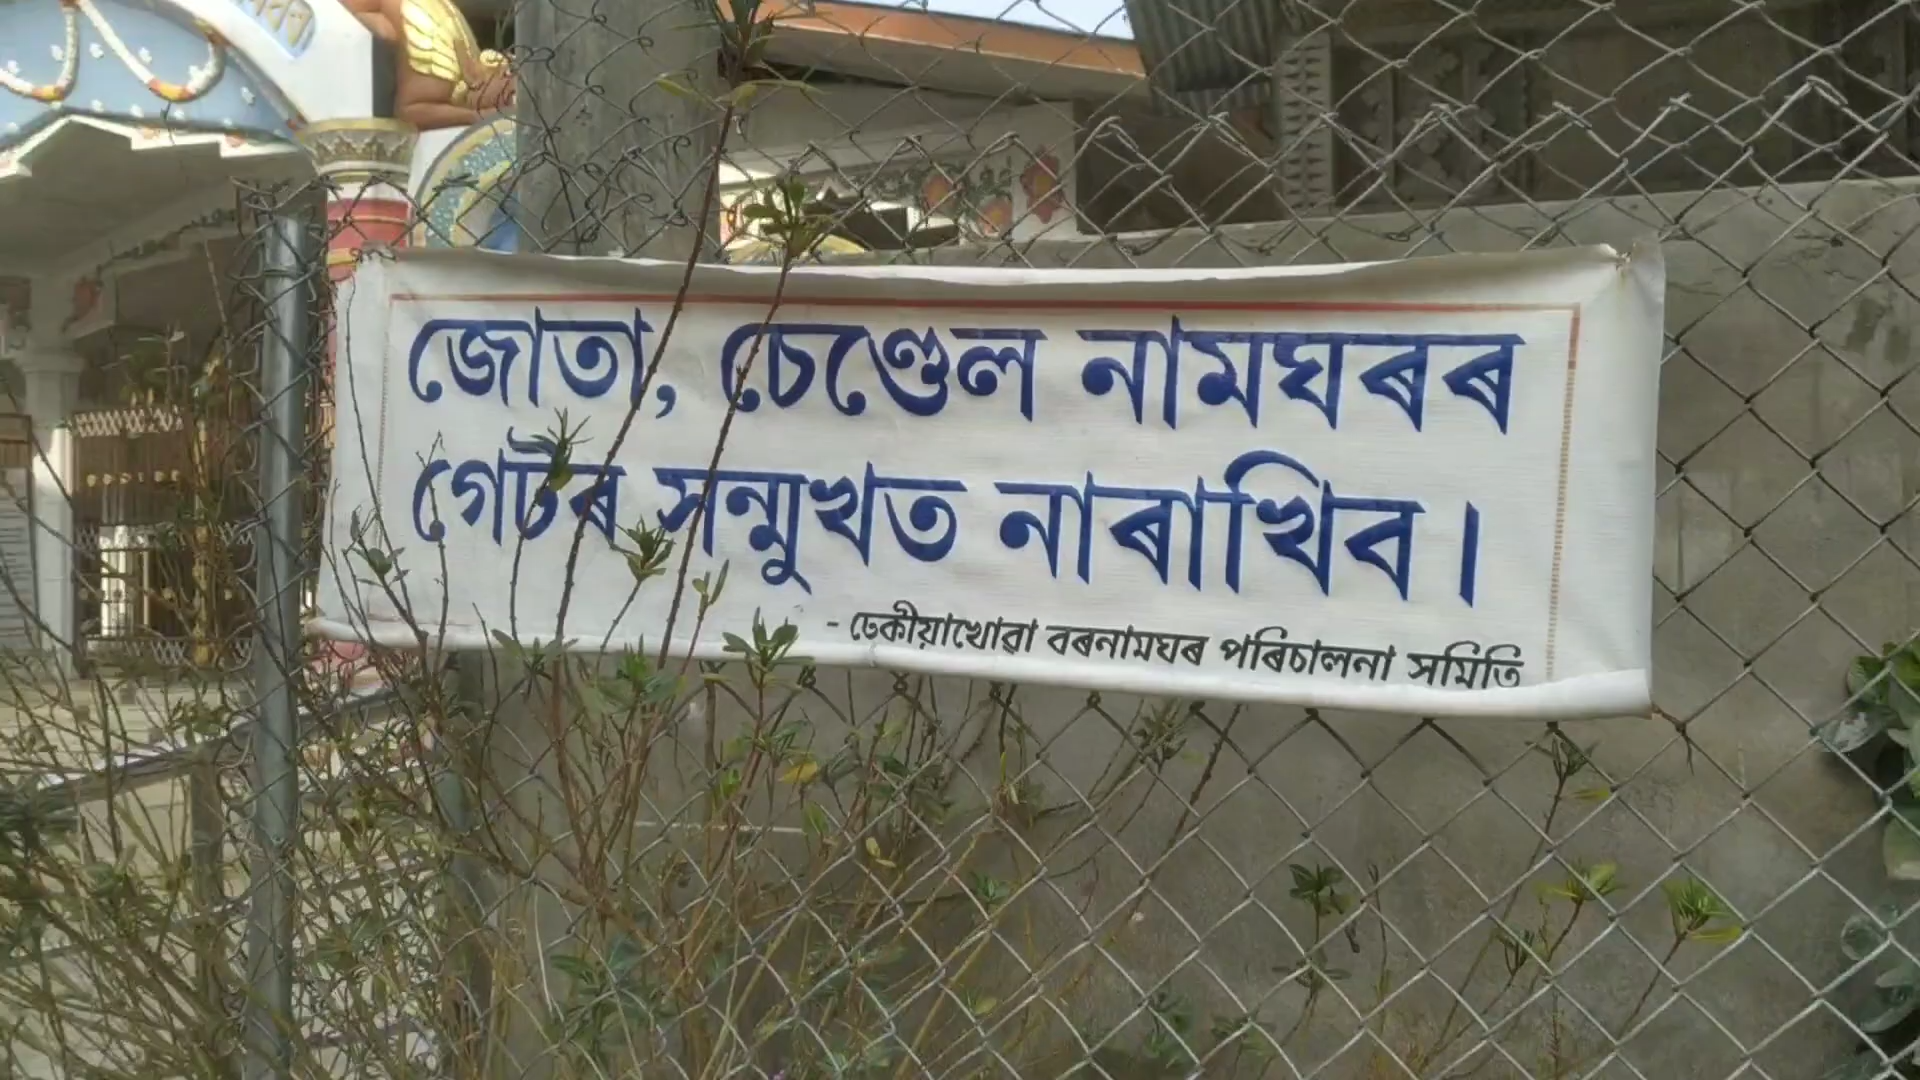 জোতা, চেণ্ডেল নামঘৰৰ
গেটৰ সন্মুখত নাৰাখিব।
- ঢেকীয়াখোৱা বৰনামঘৰ পৰিচালনা সমিতি